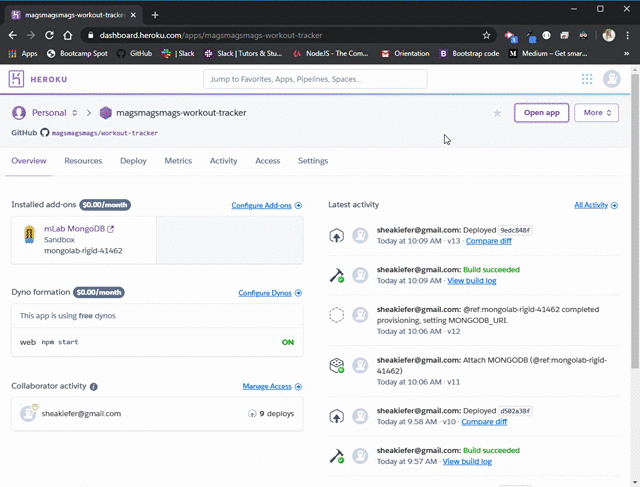 magsmagsmags-workout-tracker
dashboard.heroku.com/apps/magsmagsmags-workout-tracker
Apps Bootcamp Spot GitHub | Slack Slack | Tutors & Stu... NodeJS - The Com... Orientation Bootstrap code Medium – Get smar...
HEROKU
Jump to Favorites, Apps, Pipelines, Spaces...
Personal magsmagsmags-workout-tracker
Open app
More
GitHub magsmagsmags/workout-tracker
Overview Resources Deploy Metrics Activity Access Settings
Installed add-ons $0.00/month
Configure Add-ons
mLab MongoDB
Sandbox
mongolab-rigid-41462
Dyno formation $0.00/month
Configure Dynos
This app is using free dynos
web npm start ON
Collaborator activity
Manage Access
sheakiefer@gmail.com 9 deploys
Latest activity
All Activity
sheakiefer@gmail.com: Deployed 9edc848f
Today at 10:09 AM · v13 · Compare diff
sheakiefer@gmail.com: Build succeeded
Today at 10:09 AM · View build log
sheakiefer@gmail.com: @ref:mongolab-rigid-41462 completed
provisioning, setting MONGODB_URI.
Today at 10:06 AM · v12
sheakiefer@gmail.com: Attach MONGODB (@ref:mongolab-rigid-
41462)
Today at 10:06 AM · v11
sheakiefer@gmail.com: Deployed d502a38f
Today at 9:58 AM · v10 · Compare diff
sheakiefer@gmail.com: Build succeeded
Today at 9:57 AM · View build log